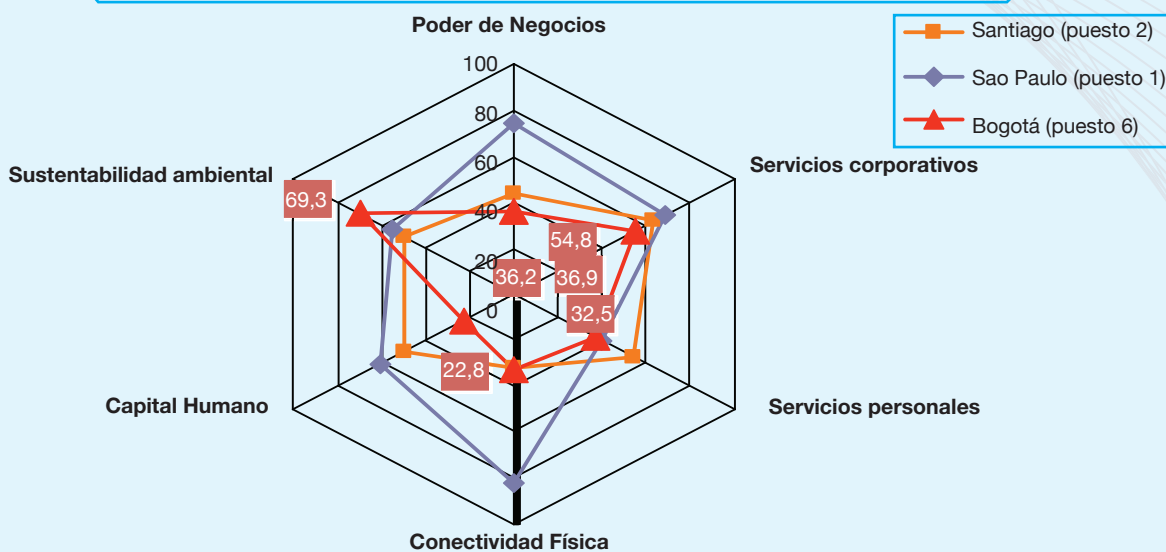 Poder de Negocios
Santiago (puesto 2)
Sao Paulo (puesto 1)
Bogotá (puesto 6)
100
80
60
40
20
0
Servicios corporativos
Sustentabilidad ambiental
69,3
54,8
36,2
36,9
32,5
22,8
Capital Humano
Servicios personales
Conectividad Física